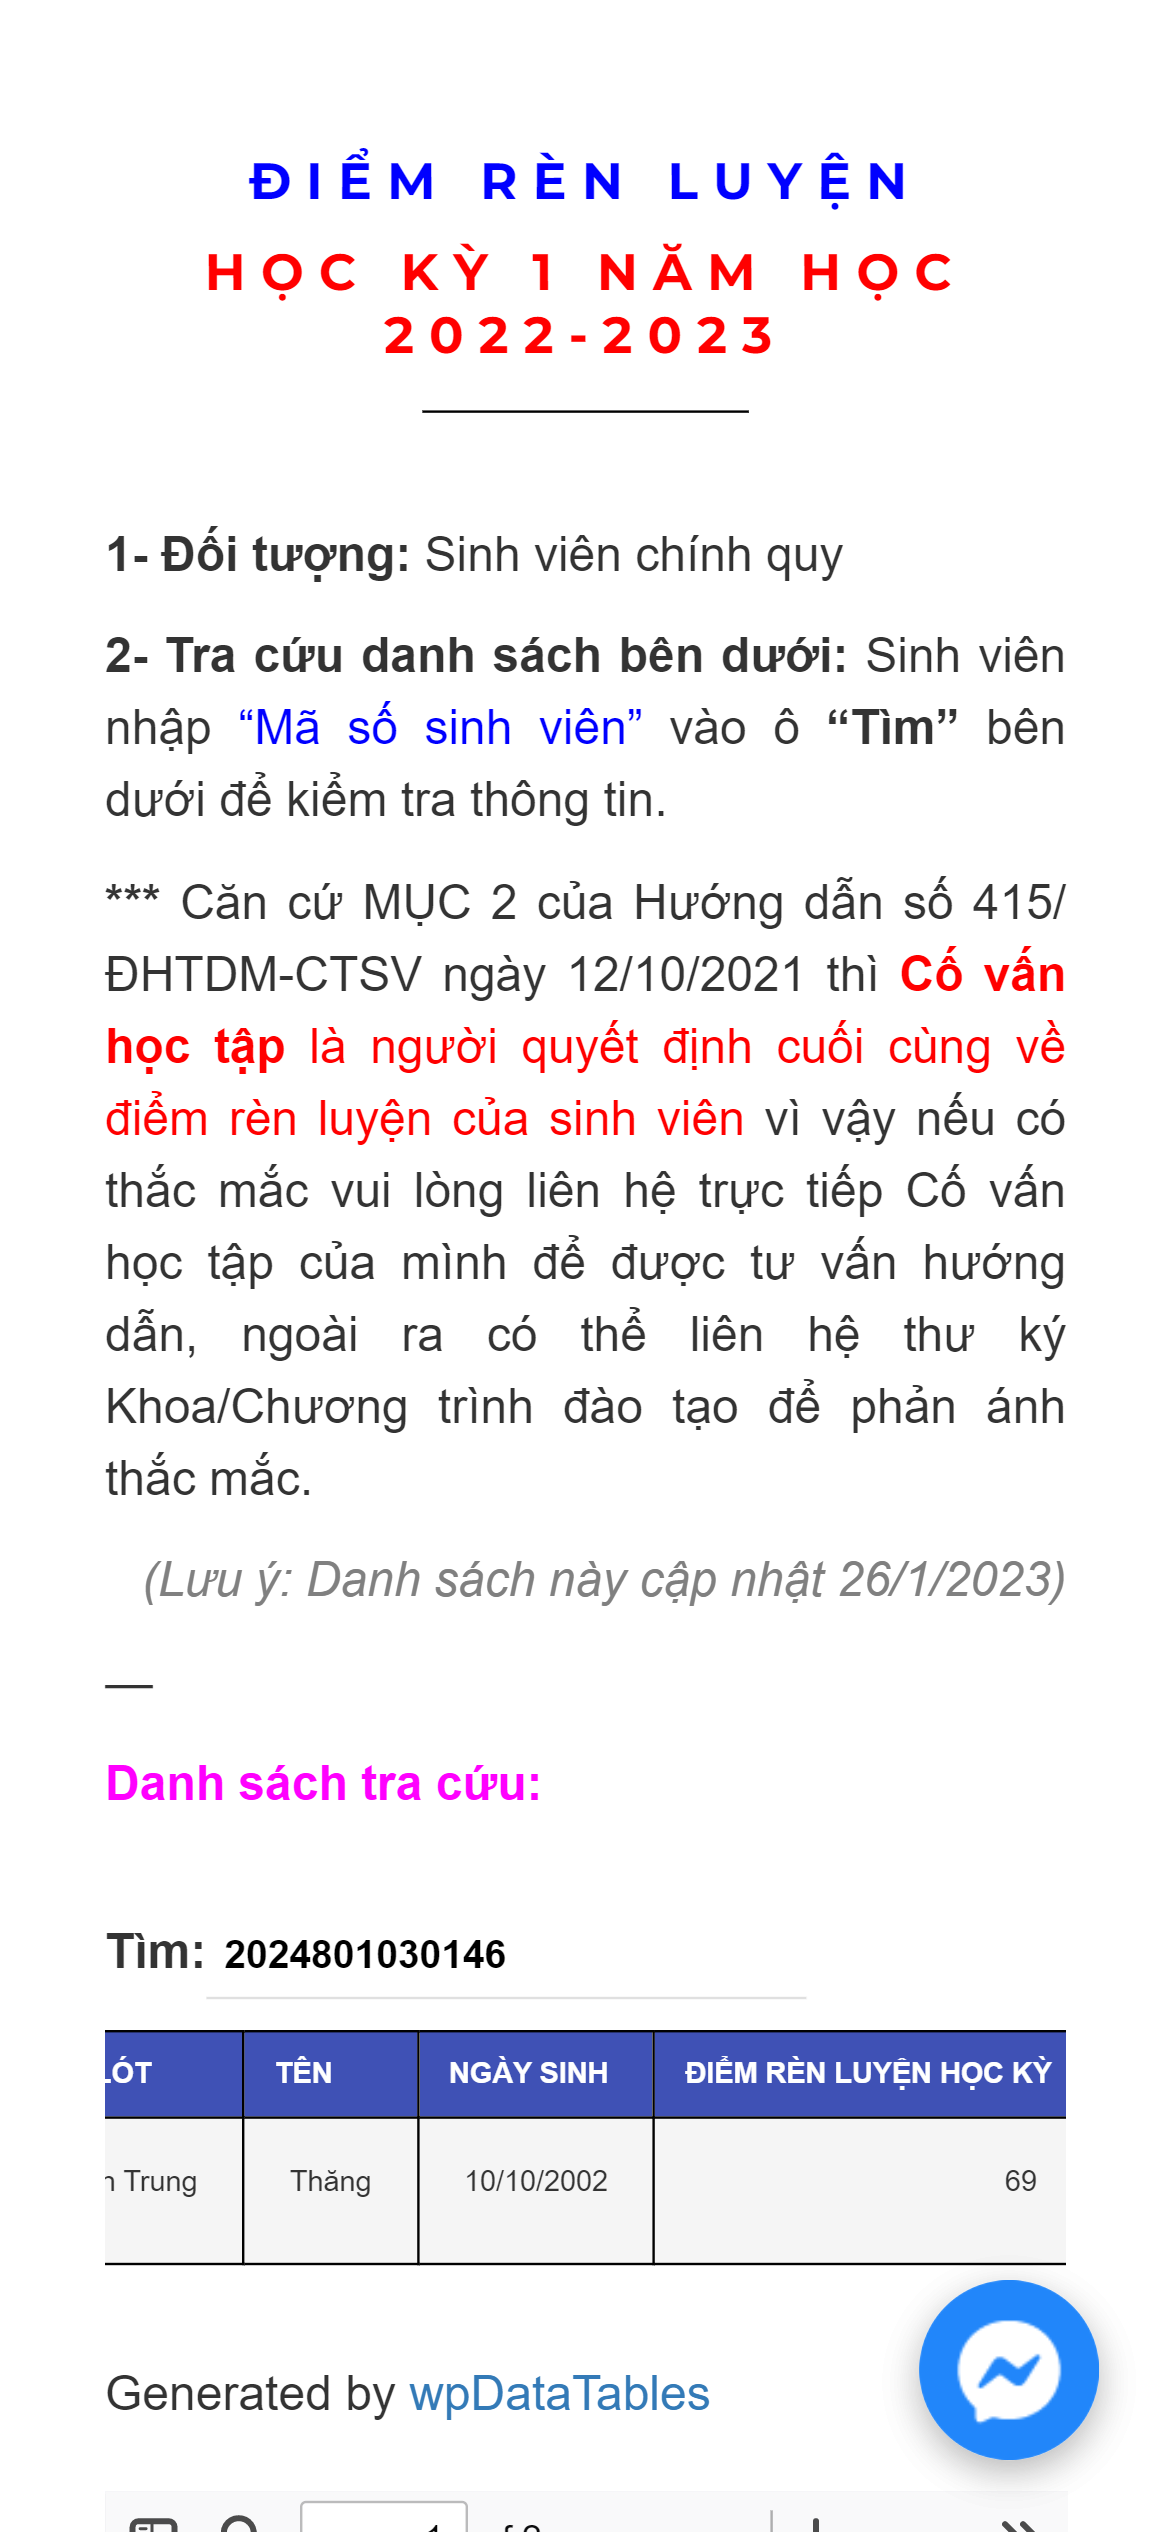 ĐIỂM RÈN LUYỆN
HỌC KỲ 1 NĂM HỌC
2022-2023
1- Đối tượng: Sinh viên chính quy
2- Tra cứu danh sách bên dưới: Sinh viên
nhập “Mã số sinh viên” vào ô “Tìm” bên
dưới để kiểm tra thông tin.
*** Căn cứ MỤC 2 của Hướng dẫn số 415/
ĐHTDM-CTSV ngày 12/10/2021 thì Cố vấn
học tập là người quyết định cuối cùng về
điểm rèn luyện của sinh viên vì vậy nếu có
thắc mắc vui lòng liên hệ trực tiếp Cố vấn
học tập của mình để được tư vấn hướng
dẫn, ngoài ra có thể liên hệ thư ký
Khoa/Chương trình đào tạo để phản ánh
thắc mắc.
(Lưu ý: Danh sách này cập nhật 26/1/2023)
—
Danh sách tra cứu:
Tìm: 2024801030146
LÓT TÊN NGÀY SINH ĐIỂM RÈN LUYỆN HỌC KỲ
Trung Thăng 10/10/2002 69
Generated by wpDataTables